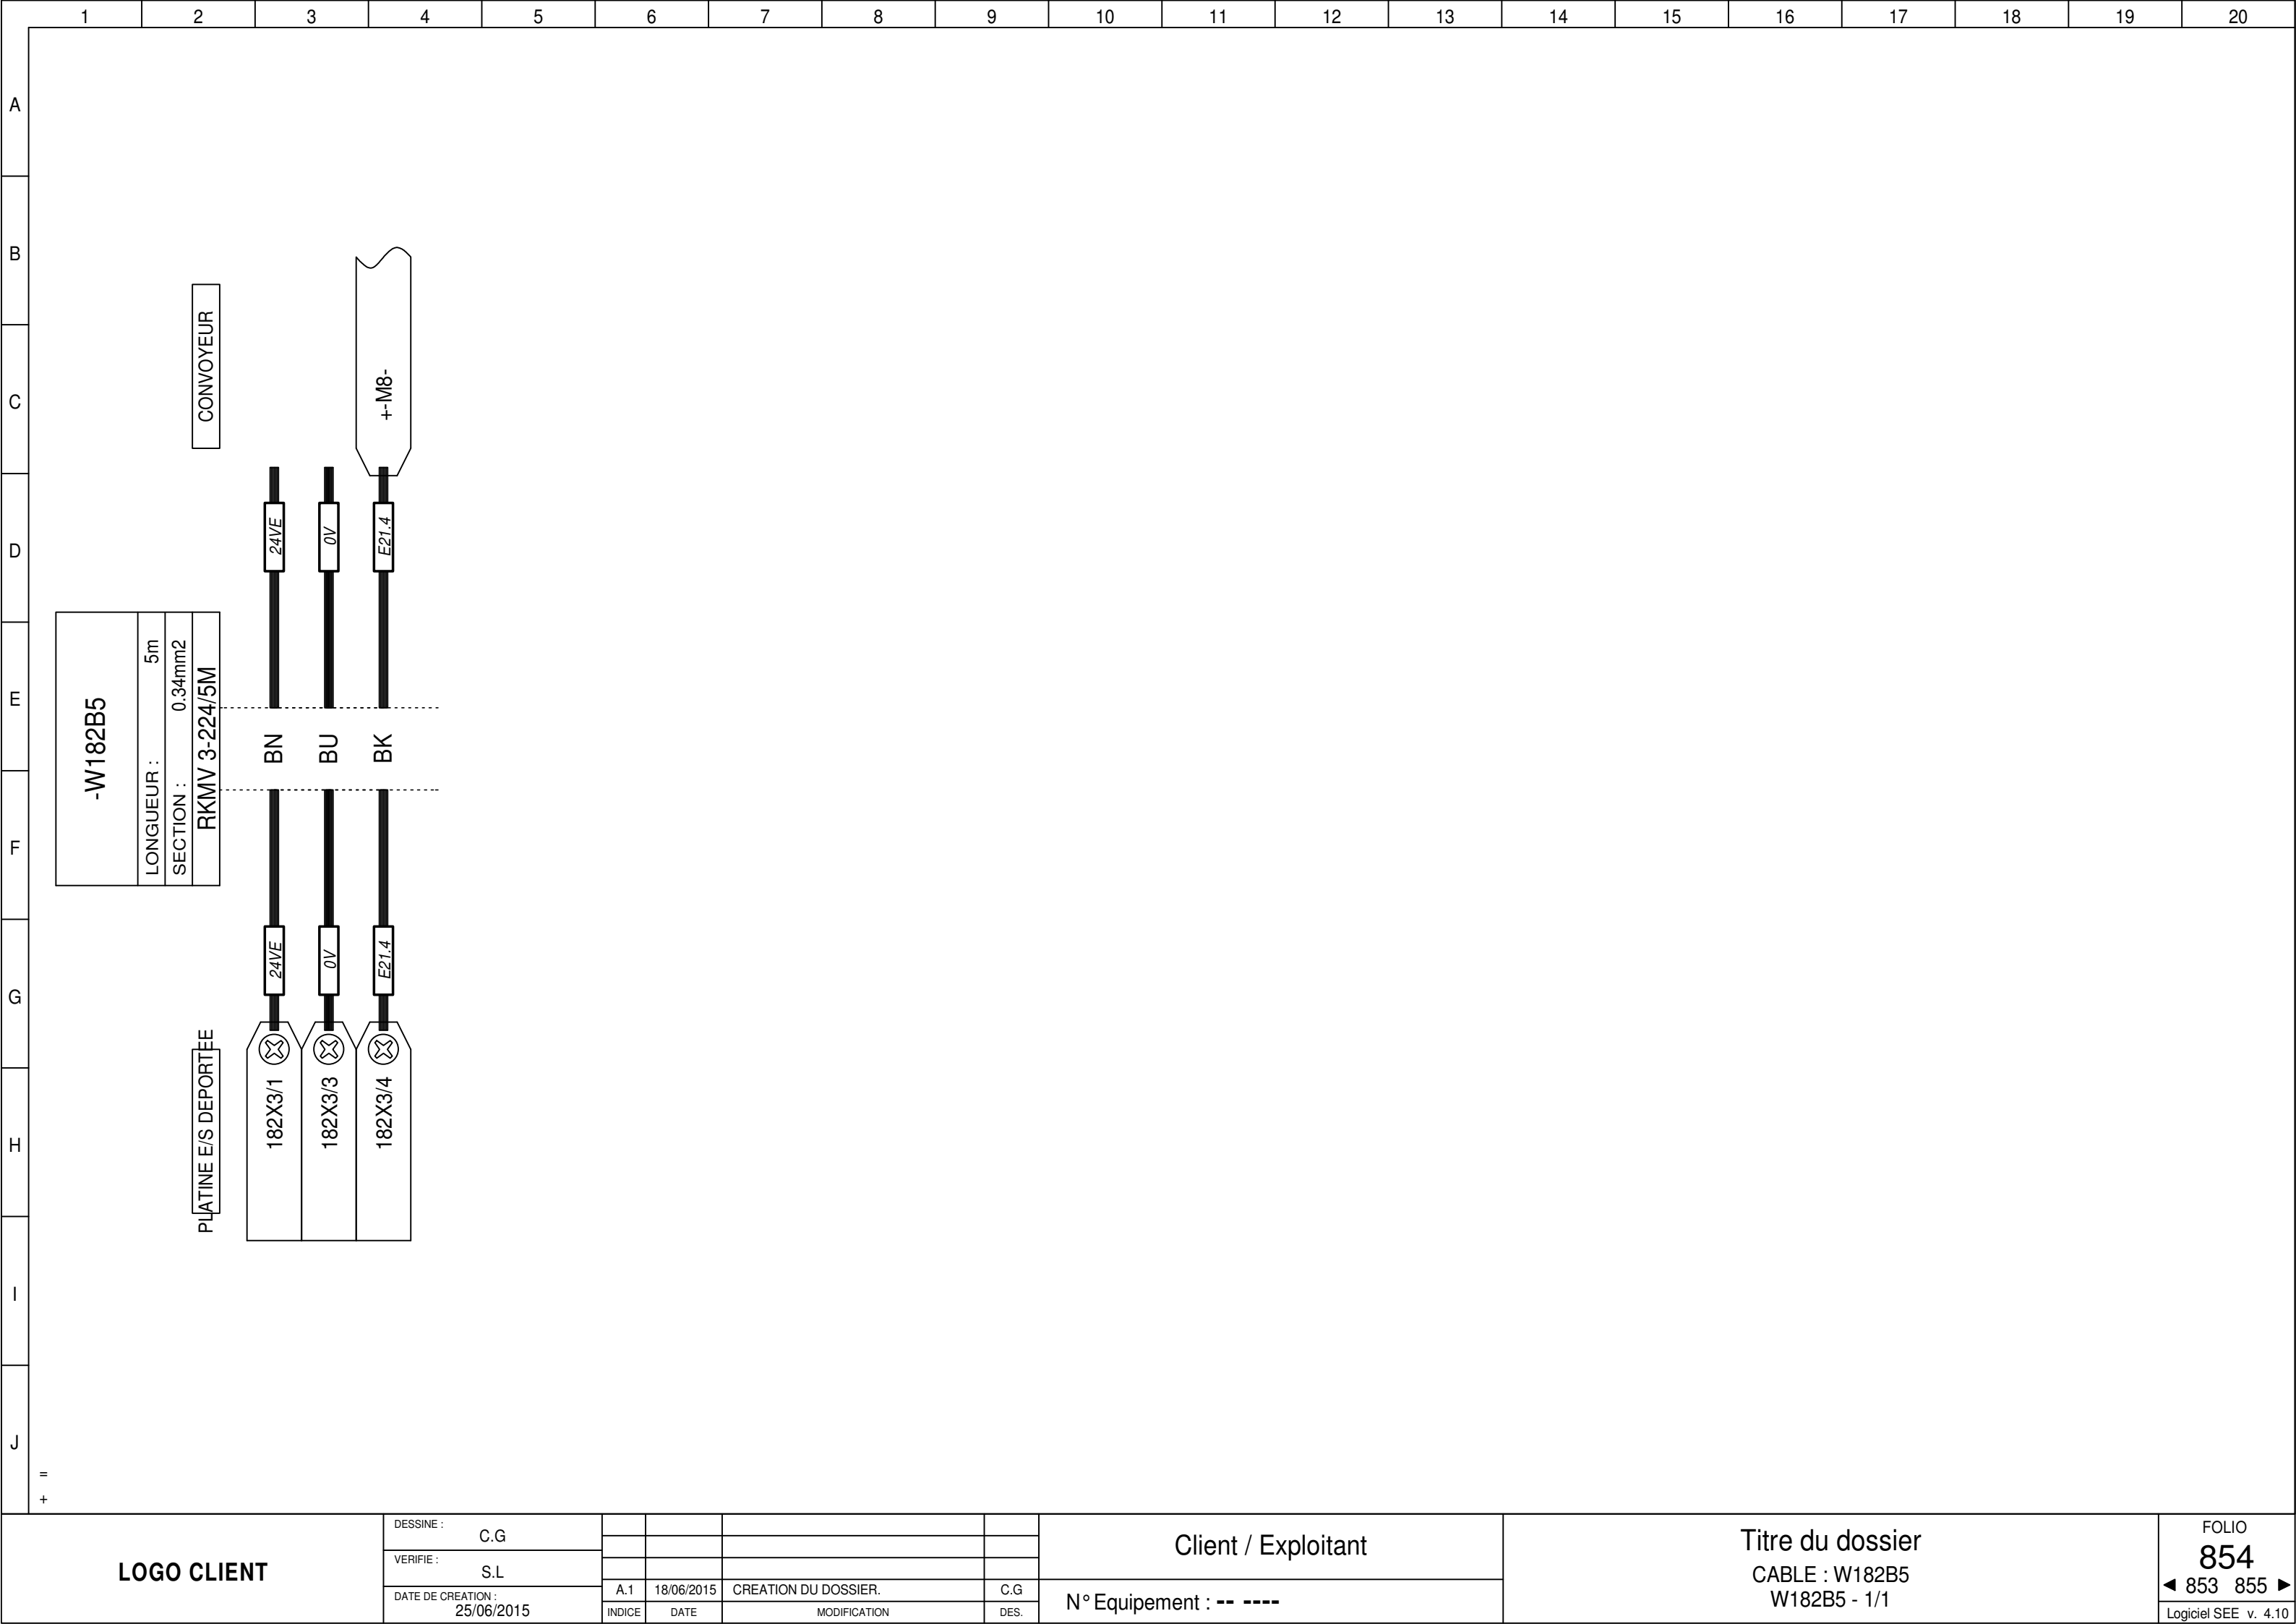 1 2 3 4 5 6 7 8 9 10 11 12 13 14 15 16 17 18 19 20
A
B
C
D
E
F
G
H
I
J
-W182B5
LONGUEUR : 5m
SECTION : 0.34mm2
RKMV 3-224/5M
CONVOYEUR
+-M8-
24VE
0V
E21.4
BN
BU
BK
24VE
0V
E21.4
PLATINE E/S DEPORTEE
182X3/1
182X3/3
182X3/4
=
+
LOGO CLIENT
DESSINE :
C.G
VERIFIE :
S.L
DATE DE CREATION :
25/06/2015
A.1 18/06/2015 CREATION DU DOSSIER. C.G
INDICE DATE MODIFICATION DES.
Client / Exploitant
N° Equipement : -- ----
Titre du dossier
CABLE : W182B5
W182B5 - 1/1
FOLIO
854
◄ 853 855 ►
Logiciel SEE v. 4.10